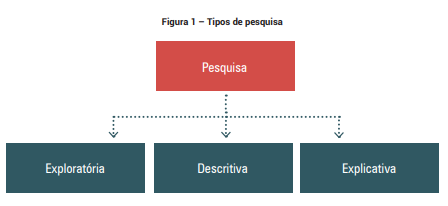 Figura 1 – Tipos de pesquisa
Pesquisa
Exploratória
Descritiva
Explicativa